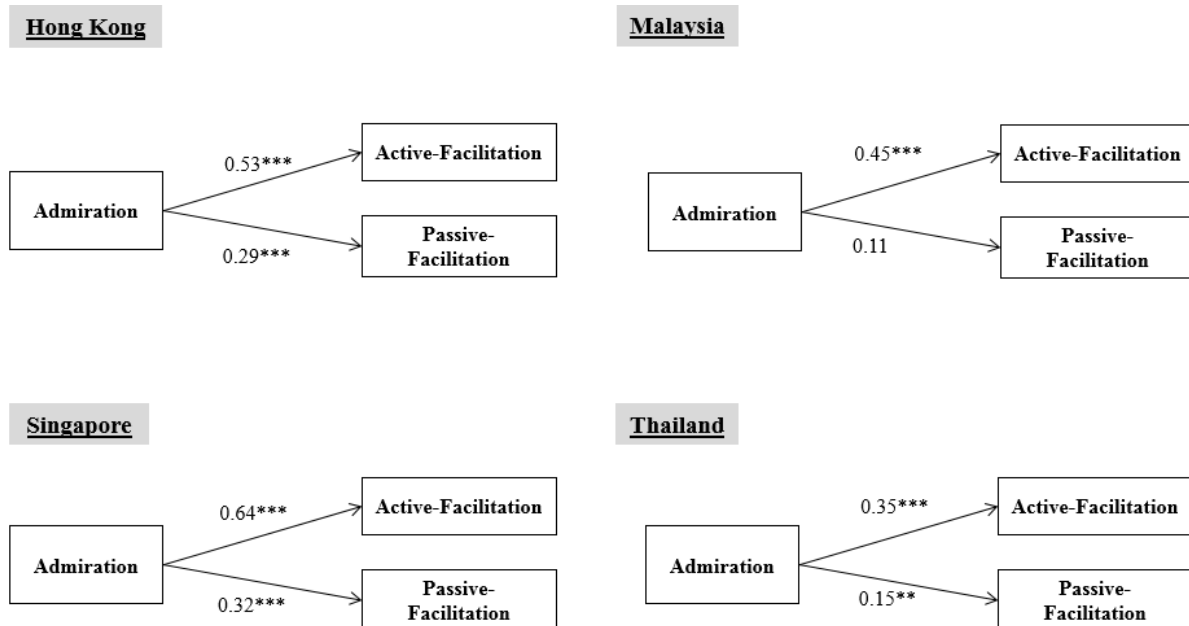 Hong Kong
Admiration
0.53***
0.29***
Active-Facilitation
Passive-
Facilitation
Malaysia
Admiration
0.45***
0.11
Active-Facilitation
Passive-
Facilitation
Singapore
Admiration
0.64***
0.32***
Active-Facilitation
Passive-
Facilitation
Thailand
Admiration
0.35***
0.15**
Active-Facilitation
Passive-
Facilitation